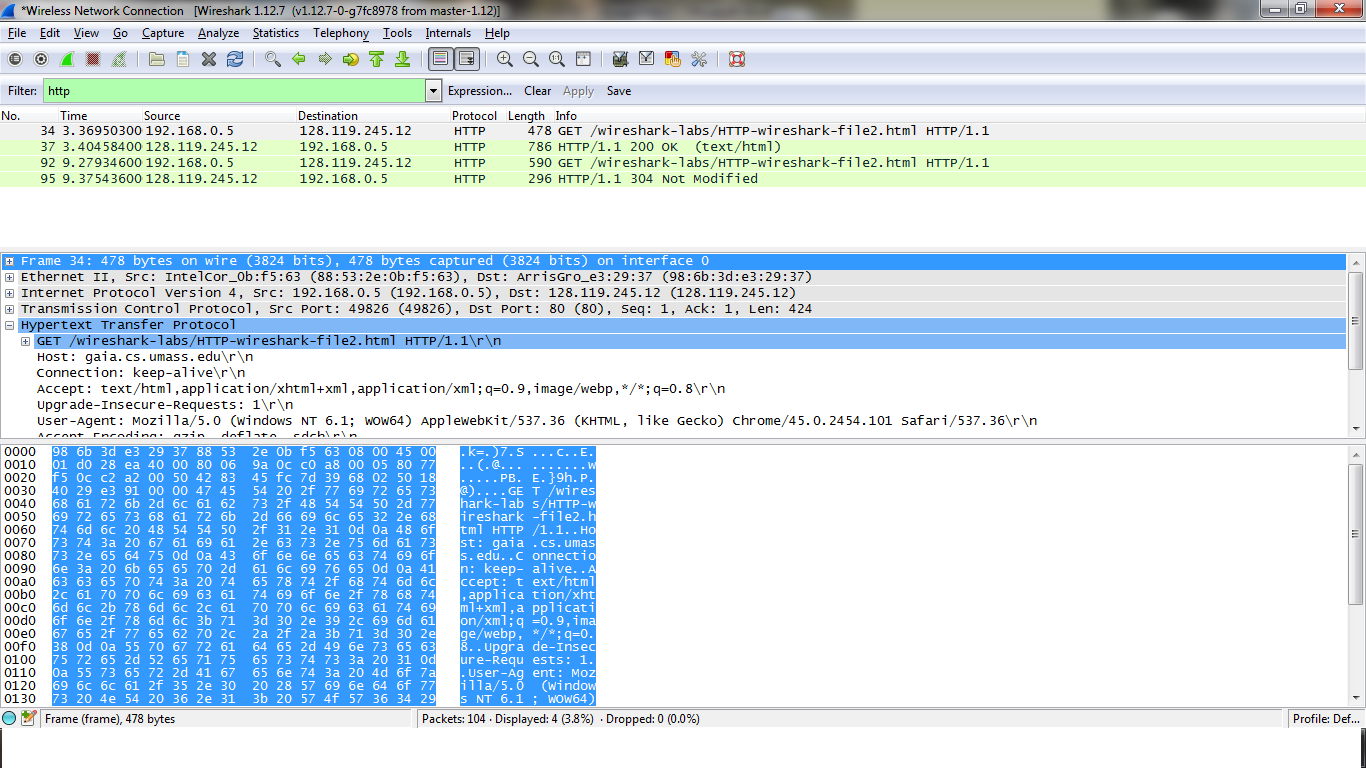 *Wireless Network Connection [Wireshark 1.12.7 (v1.12.7-0-g7fc8978 from master-1.12)]
File Edit View Go Capture Analyze Statistics Telephony Tools Internals Help
Filter: http Expression... Clear Apply Save
No. Time Source Destination Protocol Length Info
34 3.36950300 192.168.0.5 128.119.245.12 HTTP 478 GET /wireshark-labs/HTTP-wireshark-file2.html HTTP/1.1
37 3.40458400 128.119.245.12 192.168.0.5 HTTP 786 HTTP/1.1 200 OK (text/html)
92 9.27934600 192.168.0.5 128.119.245.12 HTTP 590 GET /wireshark-labs/HTTP-wireshark-file2.html HTTP/1.1
95 9.37543600 128.119.245.12 192.168.0.5 HTTP 296 HTTP/1.1 304 Not Modified
Frame 34: 478 bytes on wire (3824 bits), 478 bytes captured (3824 bits) on interface 0
Ethernet II, Src: IntelCor_0b:f5:63 (88:53:2e:0b:f5:63), Dst: ArrisGro_e3:29:37 (98:6b:3d:e3:29:37)
Internet Protocol Version 4, Src: 192.168.0.5 (192.168.0.5), Dst: 128.119.245.12 (128.119.245.12)
Transmission Control Protocol, Src Port: 49826 (49826), Dst Port: 80 (80), Seq: 1, Ack: 1, Len: 424
Hypertext Transfer Protocol
GET /wireshark-labs/HTTP-wireshark-file2.html HTTP/1.1\r\n
Host: gaia.cs.umass.edu\r\n
Connection: keep-alive\r\n
Accept: text/html,application/xhtml+xml,application/xml;q=0.9,image/webp,*/*;q=0.8\r\n
Upgrade-Insecure-Requests: 1\r\n
User-Agent: Mozilla/5.0 (Windows NT 6.1; WOW64) AppleWebKit/537.36 (KHTML, like Gecko) Chrome/45.0.2454.101 Safari/537.36\r\n
Accept-Encoding: gzip, deflate, sdch\r\n
0000 98 6b 3d e3 29 37 88 53 2e 0b f5 63 08 00 45 00 .k=.)7.S ...c..E.
0010 01 d0 28 ea 40 00 80 06 9a 0c c0 a8 00 05 80 77 ..(.@... .......w
0020 f5 0c c2 a2 00 50 42 83 45 fc 7d 39 68 02 50 18 .....PB. E.}9h.P.
0030 40 29 e3 91 00 00 47 45 54 20 2f 77 69 72 65 73 @)....GE T /wires
0040 68 61 72 6b 2d 6c 61 62 73 2f 48 54 54 50 2d 77 hark-lab s/HTTP-w
0050 69 72 65 73 68 61 72 6b 2d 66 69 6c 65 32 2e 68 ireshark -file2.h
0060 74 6d 6c 20 48 54 54 50 2f 31 2e 31 0d 0a 48 6f tml HTTP /1.1..Ho
0070 73 74 3a 20 67 61 69 61 2e 63 73 2e 75 6d 61 73 st: gaia .cs.umas
0080 73 2e 65 64 75 0d 0a 43 6f 6e 6e 65 63 74 69 6f s.edu..C onnectio
0090 6e 3a 20 6b 65 65 70 2d 61 6c 69 76 65 0d 0a 41 n: keep- alive..A
00a0 63 63 65 70 74 3a 20 74 65 78 74 2f 68 74 6d 6c ccept: t ext/html
00b0 2c 61 70 70 6c 69 63 61 74 69 6f 6e 2f 78 68 74 ,applica tion/xht
00c0 6d 6c 2b 78 6d 6c 2c 61 70 70 6c 69 63 61 74 69 ml+xml,a pplicati
00d0 6f 6e 2f 78 6d 6c 3b 71 3d 30 2e 39 2c 69 6d 61 on/xml;q =0.9,ima
00e0 67 65 2f 77 65 62 70 2c 2a 2f 2a 3b 71 3d 30 2e ge/webp, */*;q=0.
00f0 38 0d 0a 55 70 67 72 61 64 65 2d 49 6e 73 65 63 8..Upgra de-Insec
0100 75 72 65 2d 52 65 71 75 65 73 74 73 3a 20 31 0d ure-Requ ests: 1.
0110 0a 55 73 65 72 2d 41 67 65 6e 74 3a 20 4d 6f 7a .User-Ag ent: Moz
0120 69 6c 6c 61 2f 35 2e 30 20 28 57 69 6e 64 6f 77 illa/5.0 (Window
0130 73 20 4e 54 20 36 2e 31 3b 20 57 4f 57 36 34 29 s NT 6.1 ; WOW64)
Frame (frame), 478 bytes Packets: 104 · Displayed: 4 (3.8%) · Dropped: 0 (0.0%) Profile: Def...